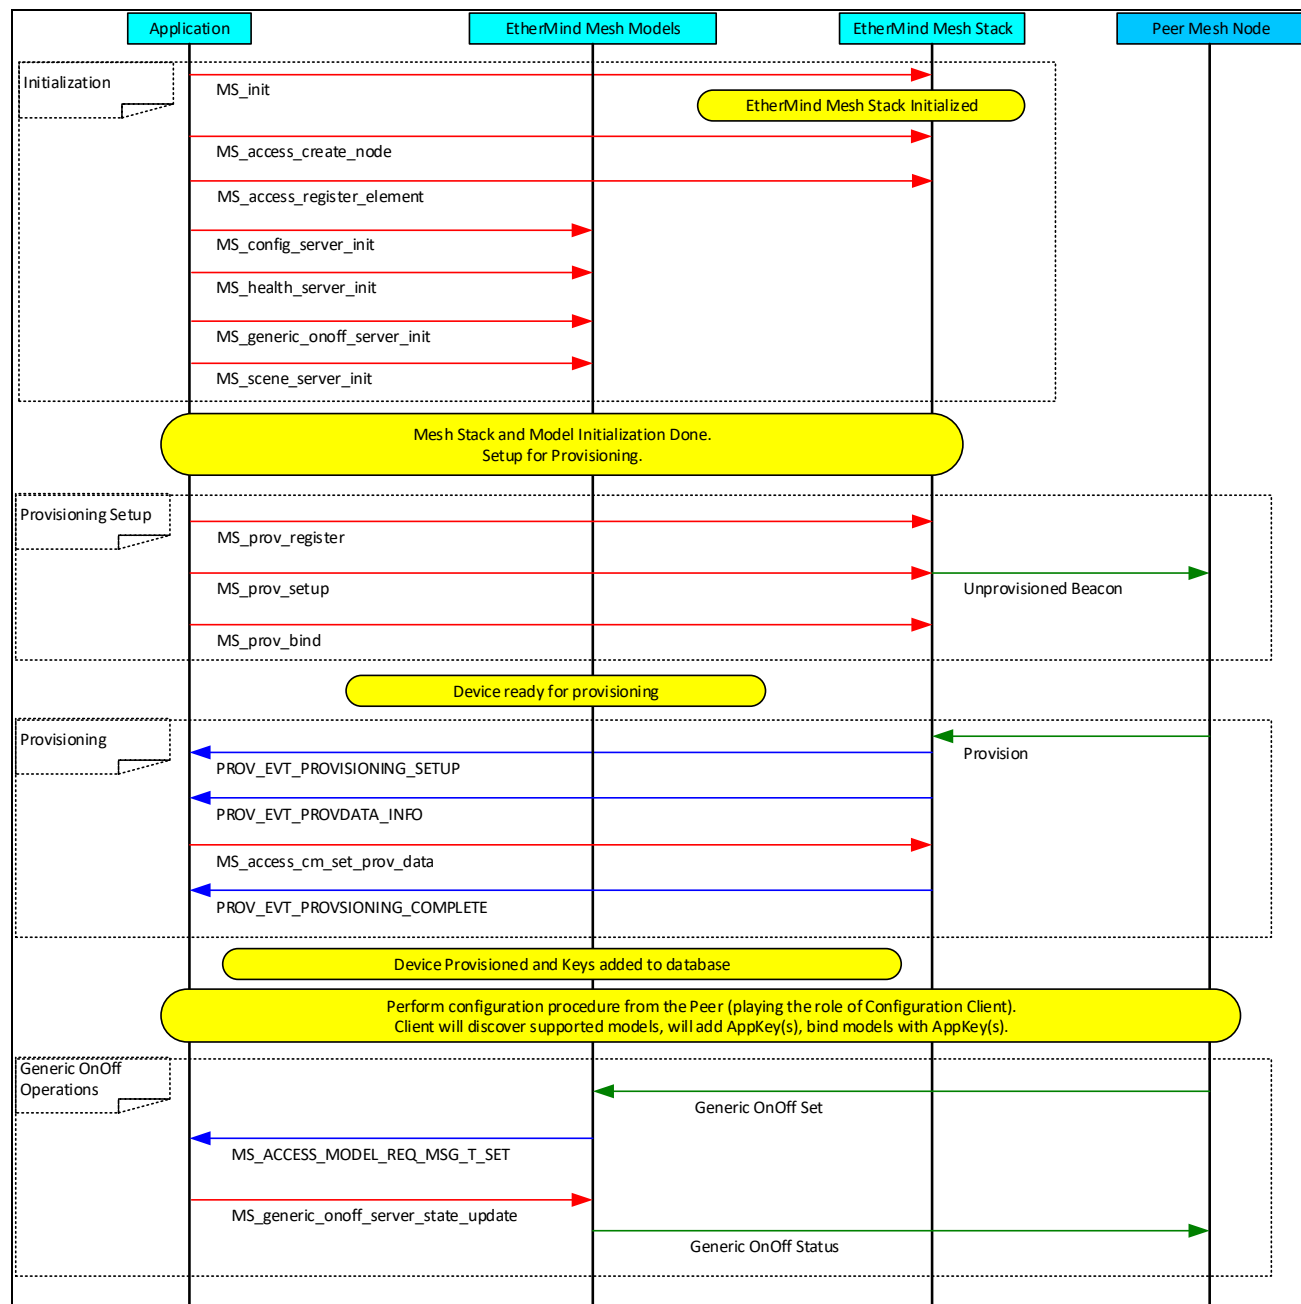 Application
EtherMind Mesh Models
EtherMind Mesh Stack
Peer Mesh Node
Initialization
MS_init
EtherMind Mesh Stack Initialized
MS_access_create_node
MS_access_register_element
MS_config_server_init
MS_health_server_init
MS_generic_onoff_server_init
MS_scene_server_init
Mesh Stack and Model Initialization Done.
Setup for Provisioning.
Provisioning Setup
MS_prov_register
MS_prov_setup
Unprovisioned Beacon
MS_prov_bind
Device ready for provisioning
Provisioning
Provision
PROV_EVT_PROVISIONING_SETUP
PROV_EVT_PROVDATA_INFO
MS_access_cm_set_prov_data
PROV_EVT_PROVSIONING_COMPLETE
Device Provisioned and Keys added to database
Perform configuration procedure from the Peer (playing the role of Configuration Client).
Client will discover supported models, will add AppKey(s), bind models with AppKey(s).
Generic OnOff
Operations
Generic OnOff Set
MS_ACCESS_MODEL_REQ_MSG_T_SET
MS_generic_onoff_server_state_update
Generic OnOff Status